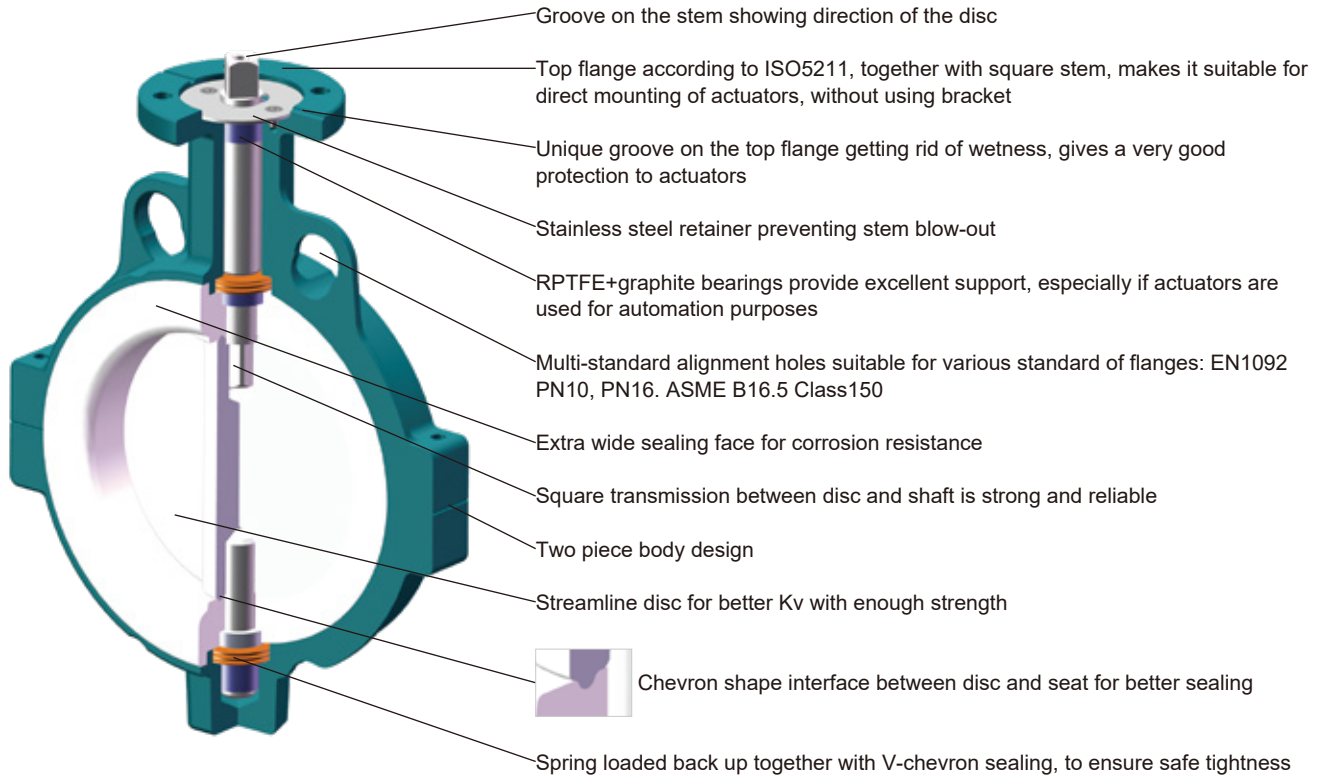 Groove on the stem showing direction of the disc
Top flange according to ISO5211, together with square stem, makes it suitable for
direct mounting of actuators, without using bracket
Unique groove on the top flange getting rid of wetness, gives a very good
protection to actuators
Stainless steel retainer preventing stem blow-out
RPTFE+graphite bearings provide excellent support, especially if actuators are
used for automation purposes
Multi-standard alignment holes suitable for various standard of flanges: EN1092
PN10, PN16. ASME B16.5 Class150
Extra wide sealing face for corrosion resistance
Square transmission between disc and shaft is strong and reliable
Two piece body design
Streamline disc for better Kv with enough strength
Chevron shape interface between disc and seat for better sealing
Spring loaded back up together with V-chevron sealing, to ensure safe tightness